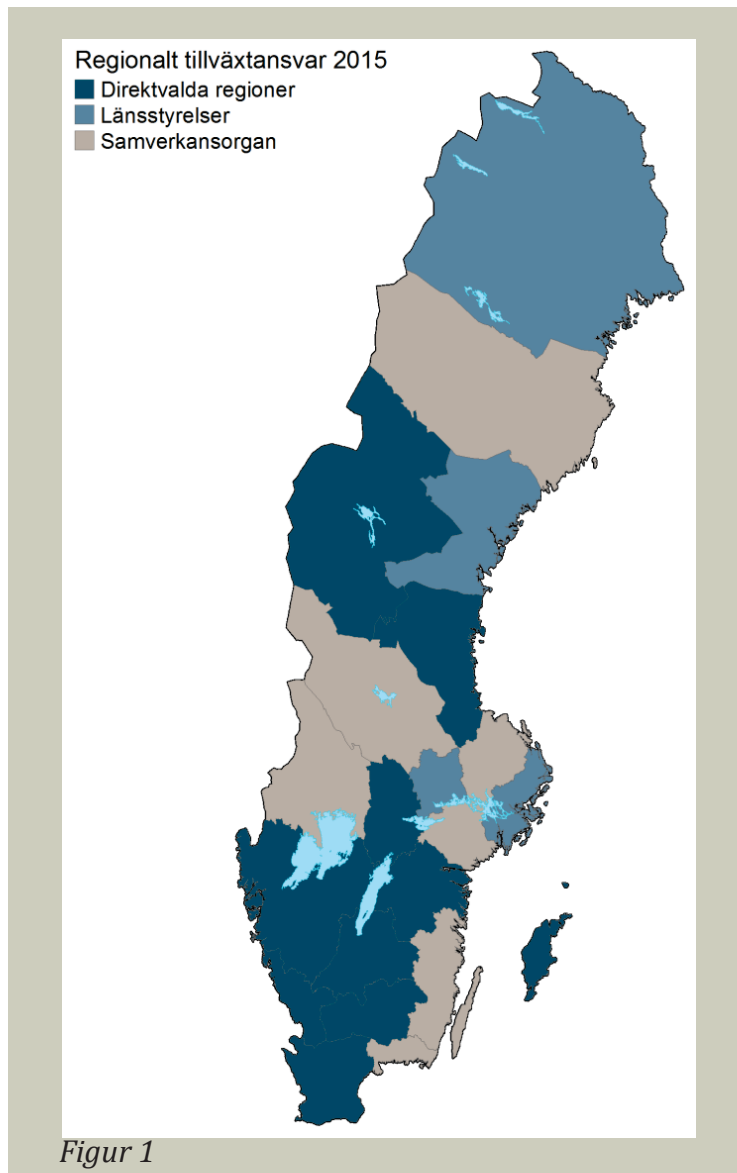 Regionalt tillväxtansvar 2015
Direktvalda regioner
Länsstyrelser
Samverkansorgan
Figur 1